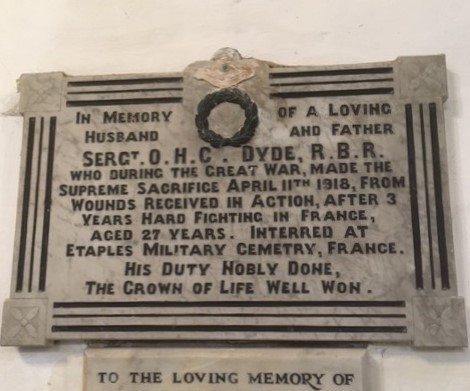 IN MEMORY OF A LOVING
HUSBAND AND FATHER
SERGT. O. H. C. DYDE, R.B.R.
WHO DURING THE GREAT WAR, MADE THE
SUPREME SACRIFICE APRIL 11TH 1918, FROM
WOUNDS RECEIVED IN ACTION, AFTER 3
YEARS HARD FIGHTING IN FRANCE,
AGED 27 YEARS. INTERRED AT
ETAPLES MILITARY CEMETRY, FRANCE.
HIS DUTY NOBLY DONE,
THE CROWN OF LIFE WELL WON.
TO THE LOVING MEMORY OF